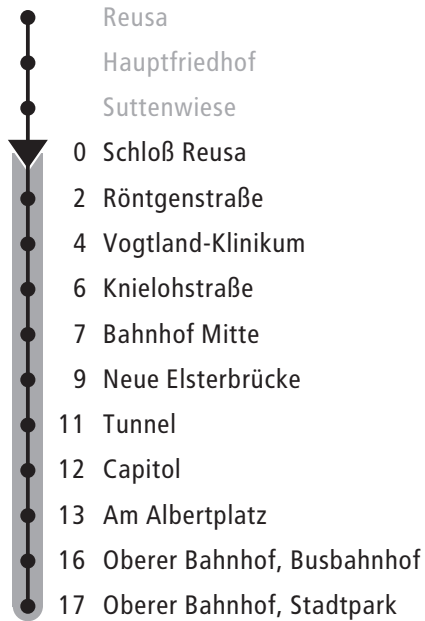 Reusa
Hauptfriedhof
Suttenwiese
0 Schloß Reusa
2 Röntgenstraße
4 Vogtland-Klinikum
6 Knielohstraße
7 Bahnhof Mitte
9 Neue Elsterbrücke
11 Tunnel
12 Capitol
13 Am Albertplatz
16 Oberer Bahnhof, Busbahnhof
17 Oberer Bahnhof, Stadtpark